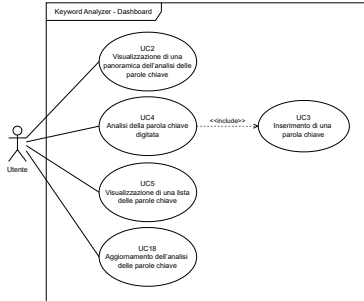 Keyword Analyzer - Dashboard
UC2
Visualizzazione di una
panoramica dell'analisi delle
parole chiave
UC4
Analisi della parola chiave
digitata
<<include>>
UC3
Inserimento di una
parola chiave
Utente
UC5
Visualizzazione di una lista
delle parole chiave
UC18
Aggiornamento dell'analisi
delle parole chiave